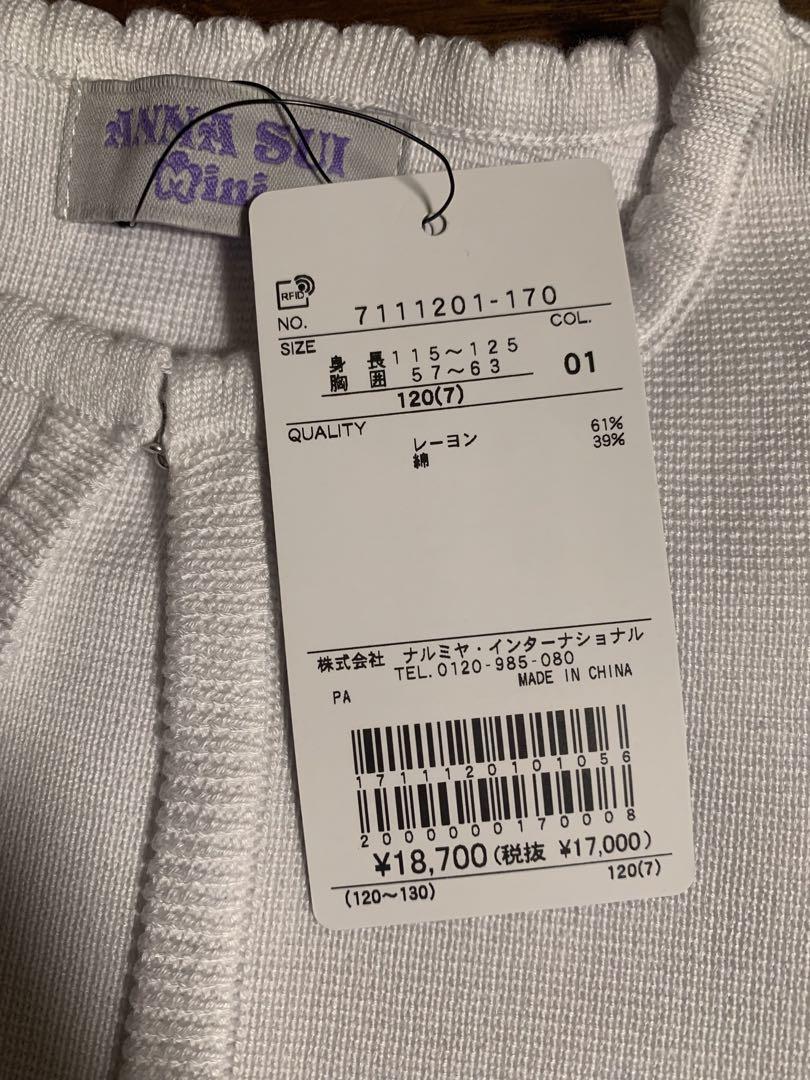 ANNA SUI
Mini
RFID
NO. 7111201-170
SIZE COL.
身長 115～125
胸囲 57～63 01
120(7)
QUALITY
レーヨン 61%
綿 39%
株式会社 ナルミヤ・インターナショナル
TEL.0120-985-080
PA MADE IN CHINA
1711120101056
2000000170008
¥18,700(税抜 ¥17,000)
(120～130) 120(7)